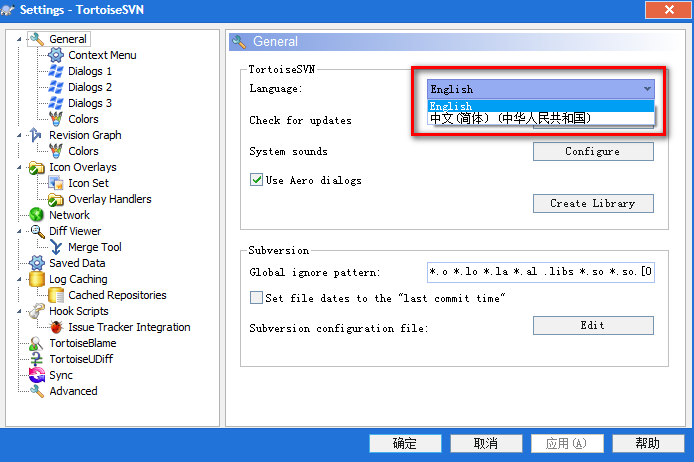 Settings - TortoiseSVN
General
Context Menu
Dialogs 1
Dialogs 2
Dialogs 3
Colors
Revision Graph
Colors
Icon Overlays
Icon Set
Overlay Handlers
Network
Diff Viewer
Merge Tool
Saved Data
Log Caching
Cached Repositories
Hook Scripts
Issue Tracker Integration
TortoiseBlame
TortoiseUDiff
Sync
Advanced
General
TortoiseSVN
Language: English
English
中文(简体) (中华人民共和国)
Check for updates
System sounds Configure
Use Aero dialogs
Create Library
Subversion
Global ignore pattern: *.o *.lo *.la *.al .libs *.so *.so.[0
Set file dates to the "last commit time"
Subversion configuration file: Edit
确定 取消 应用(A) 帮助